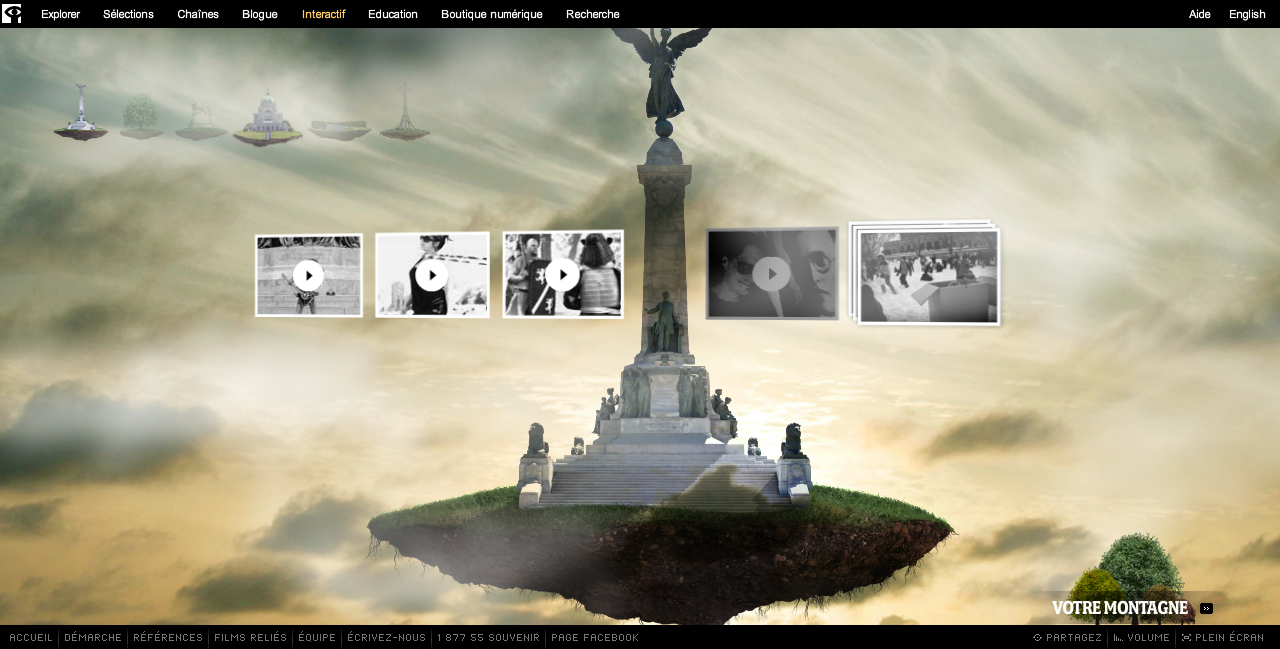 Explorer Sélections Chaînes Blogue Interactif Education Boutique numérique Recherche Aide English
VOTRE MONTAGNE
ACCUEIL DÉMARCHE RÉFÉRENCES FILMS RELIÉS ÉQUIPE ÉCRIVEZ-NOUS 1 877 55 SOUVENIR PAGE FACEBOOK PARTAGEZ VOLUME PLEIN ÉCRAN